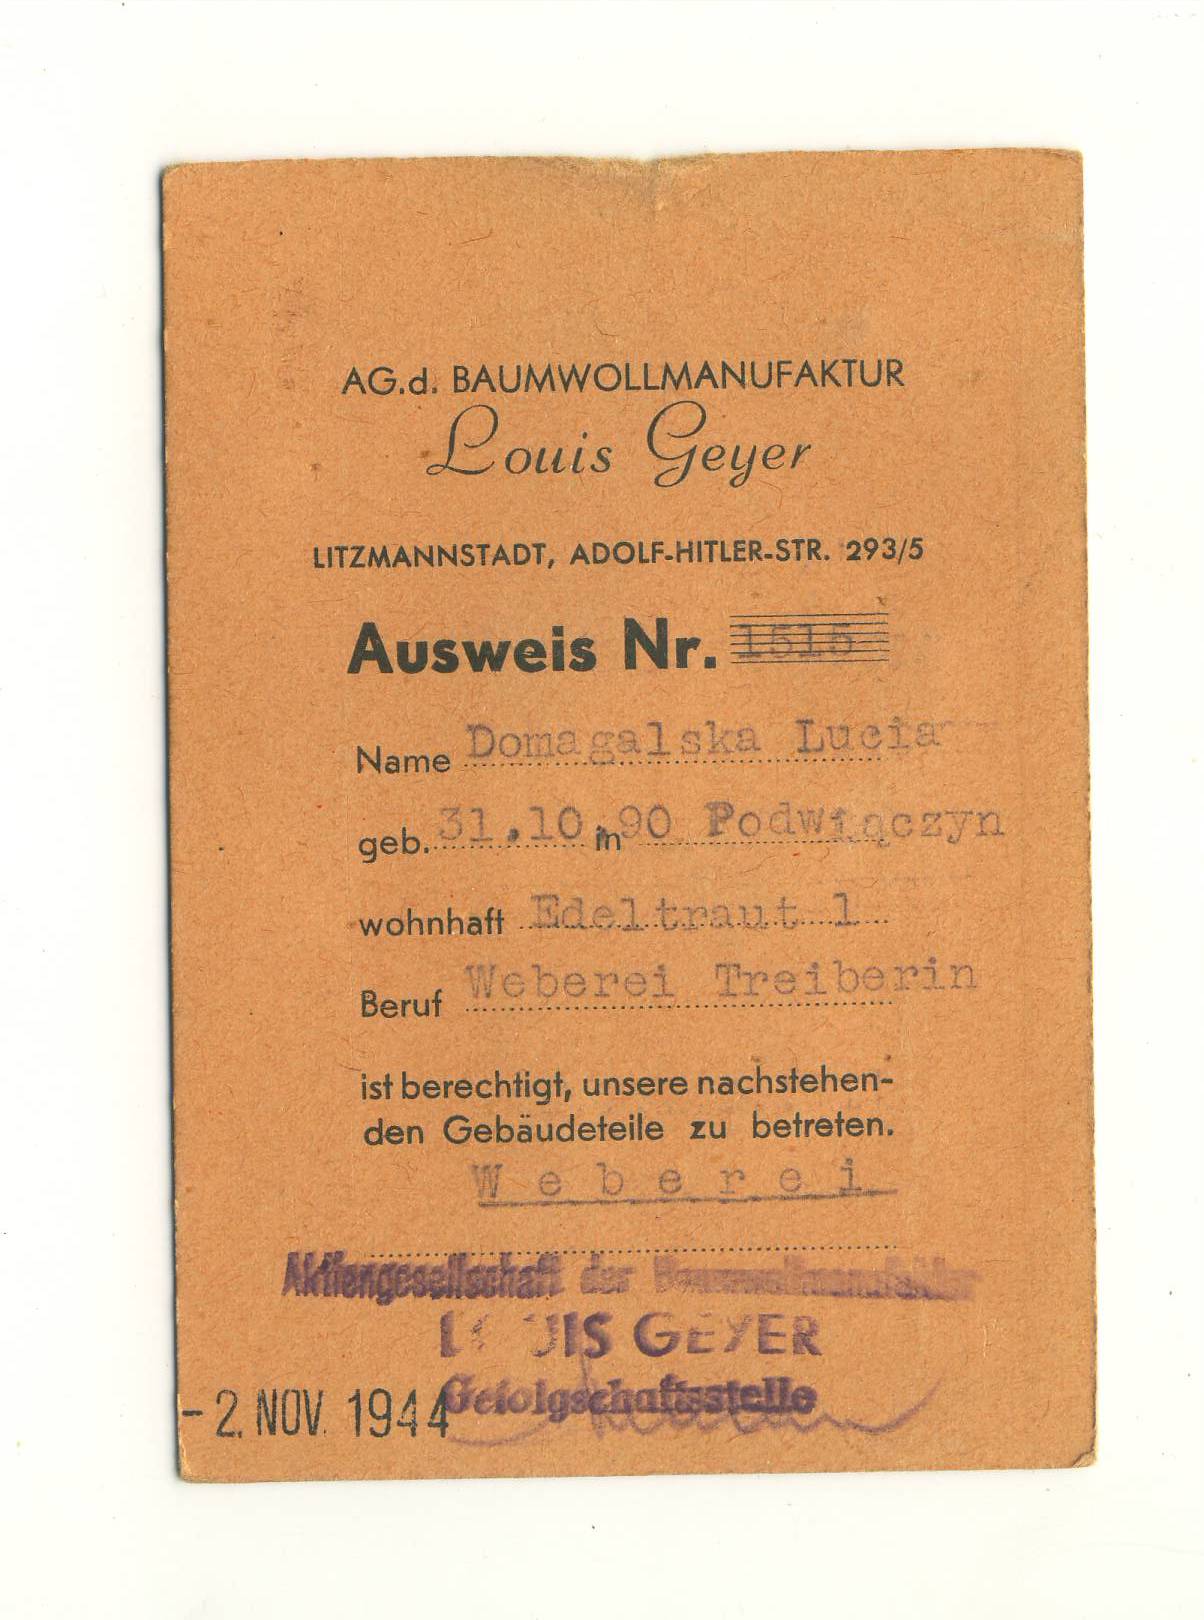 AG.d. BAUMWOLLMANUFAKTUR
Louis Geyer
LITZMANNSTADT, ADOLF-HITLER-STR. 293/5
Ausweis Nr. 1515
Name Domagalska Lucia
geb. 31.10.90 in Podwiączyn
wohnhaft Edeltraut 1
Beruf Weberei Treiberin
ist berechtigt, unsere nachstehen-
den Gebäudeteile zu betreten.
Weberei
Aktiengesellschaft der Baumwollmanufaktur
LOUIS GEYER
Gefolgschaftsstelle
-2. NOV. 1944